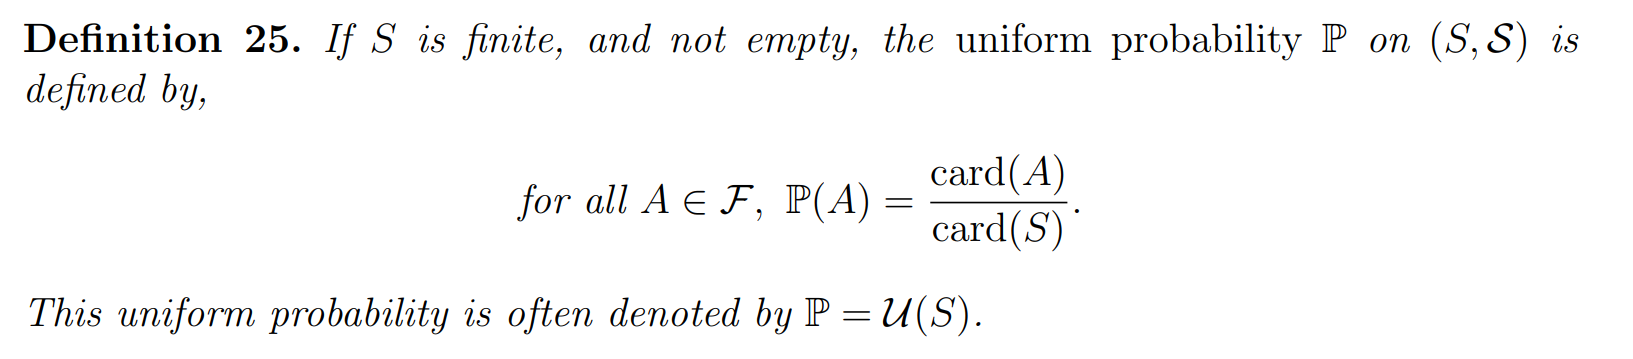 Definition 25. If S is finite, and not empty, the uniform probability ℙ on (S, 𝒮) is
defined by,
for all A ∈ ℱ, ℙ(A) = card(A) / card(S).
This uniform probability is often denoted by ℙ = 𝒰(S).